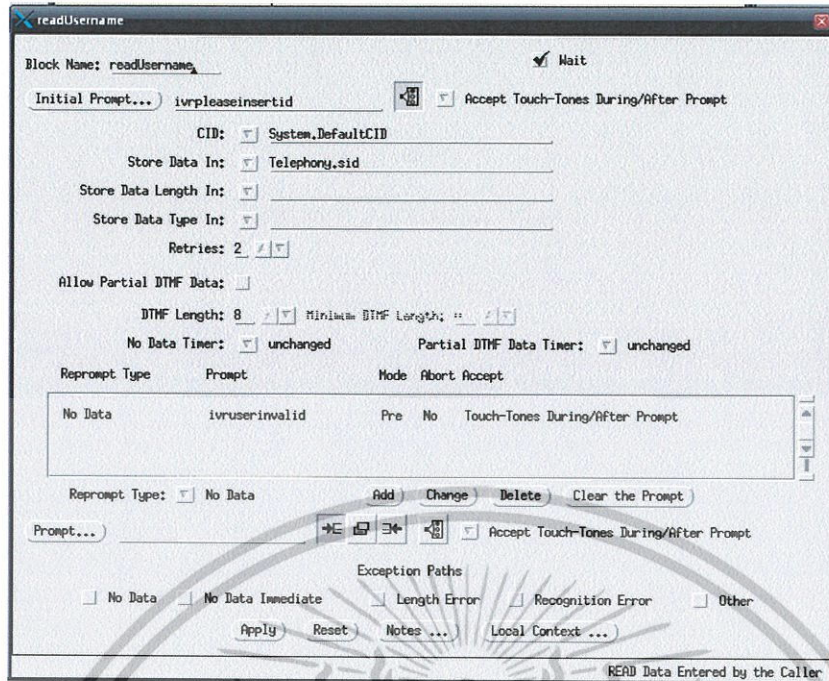 readUsername
Block Name: readUsername Wait
Initial Prompt... ivrpleaseinsertid Accept Touch-Tones During/After Prompt
CID: System.DefaultCID
Store Data In: Telephony.sid
Store Data Length In:
Store Data Type In:
Retries: 2
Allow Partial DTMF Data:
DTMF Length: 8 Minimum DTMF Length:
No Data Timer: unchanged Partial DTMF Data Timer: unchanged
Reprompt Type Prompt Mode Abort Accept
No Data ivruserinvalid Pre No Touch-Tones During/After Prompt
Reprompt Type: No Data Add Change Delete Clear the Prompt
Prompt... Accept Touch-Tones During/After Prompt
Exception Paths
No Data No Data Immediate Length Error Recognition Error Other
Apply Reset Notes ... Local Context ...
READ Data Entered by the Caller